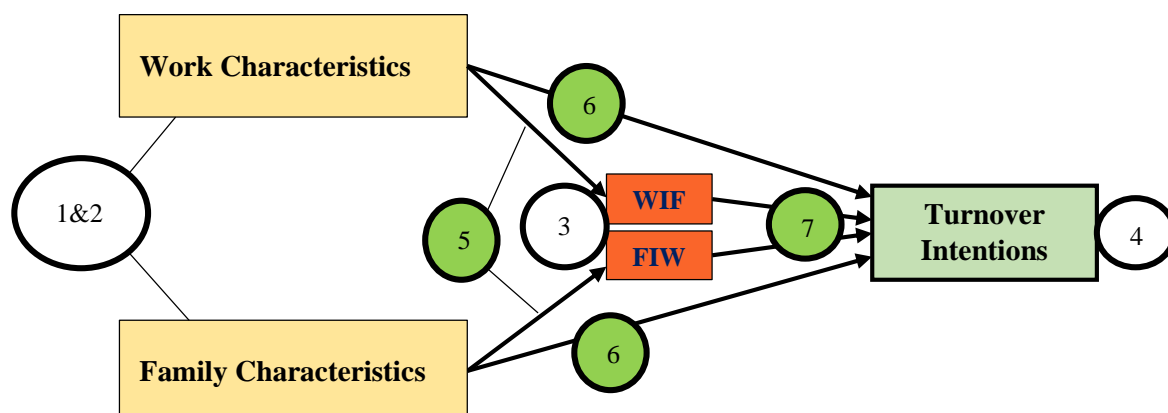 Work Characteristics
6
1&2
5
3
WIF
FIW
7
Turnover
Intentions
4
6
Family Characteristics